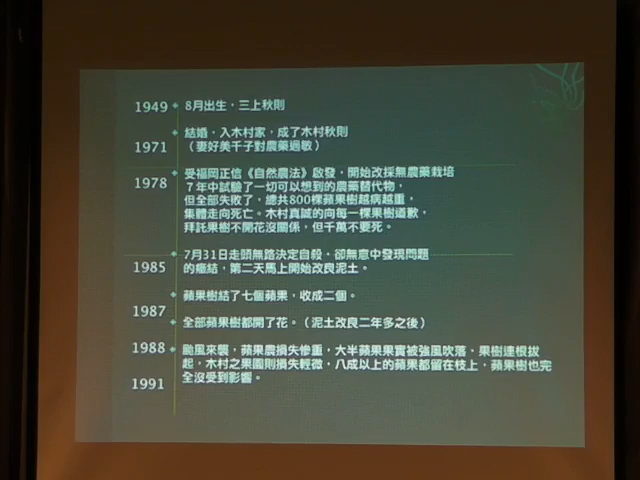 1949 8月出生，三上秋則
結婚，入木村家，成了木村秋則
1971 （妻好美千子對農藥過敏）
受福岡正信《自然農法》啟發，開始改採無農藥栽培
1978 ７年中試驗了一切可以想到的農藥替代物，
但全部失敗了，總共800棵蘋果樹越病越重，
集體走向死亡。木村真誠的向每一棵果樹道歉，
拜託果樹不開花沒關係，但千萬不要死。
7月31日走頭無路決定自殺，卻無意中發現問題
1985 的癥結，第二天馬上開始改良泥土。
蘋果樹結了七個蘋果，收成二個。
1987
全部蘋果樹都開了花。（泥土改良二年多之後）
1988
颱風來襲，蘋果農損失慘重，大半蘋果果實被強風吹落，果樹連根拔
起，木村之果園則損失輕微，八成以上的蘋果都留在枝上，蘋果樹也完
全沒受到影響。
1991